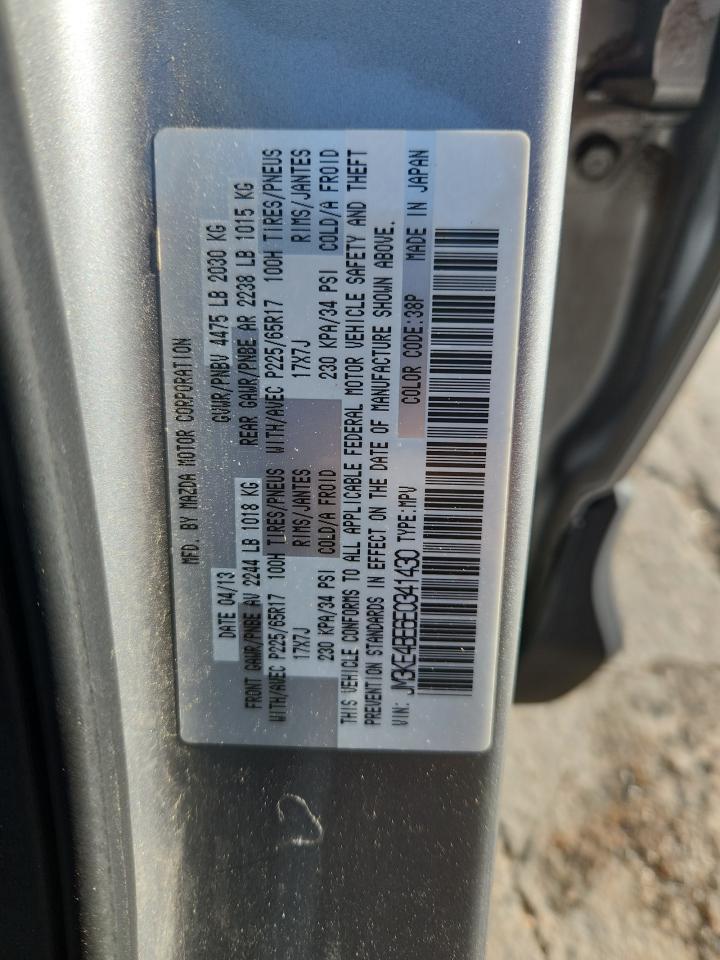 MFD. BY MAZDA MOTOR CORPORATION
DATE 04/13 GVWR/PNBV 4475 LB 2030 KG
FRONT GAWR/PNBE AV 2244 LB 1018 KG REAR GAWR/PNBE AR 2238 LB 1015 KG
WITH/AVEC P225/65R17 100H TIRES/PNEUS WITH/AVEC P225/65R17 100H TIRES/PNEUS
17X7J RIMS/JANTES 17X7J RIMS/JANTES
230 KPA/34 PSI COLD/A FROID 230 KPA/34 PSI COLD/A FROID
THIS VEHICLE CONFORMS TO ALL APPLICABLE FEDERAL MOTOR VEHICLE SAFETY AND THEFT
PREVENTION STANDARDS IN EFFECT ON THE DATE OF MANUFACTURE SHOWN ABOVE.
VIN: JM3KE4BE6E0341430 TYPE:MPV COLOR CODE:38P MADE IN JAPAN